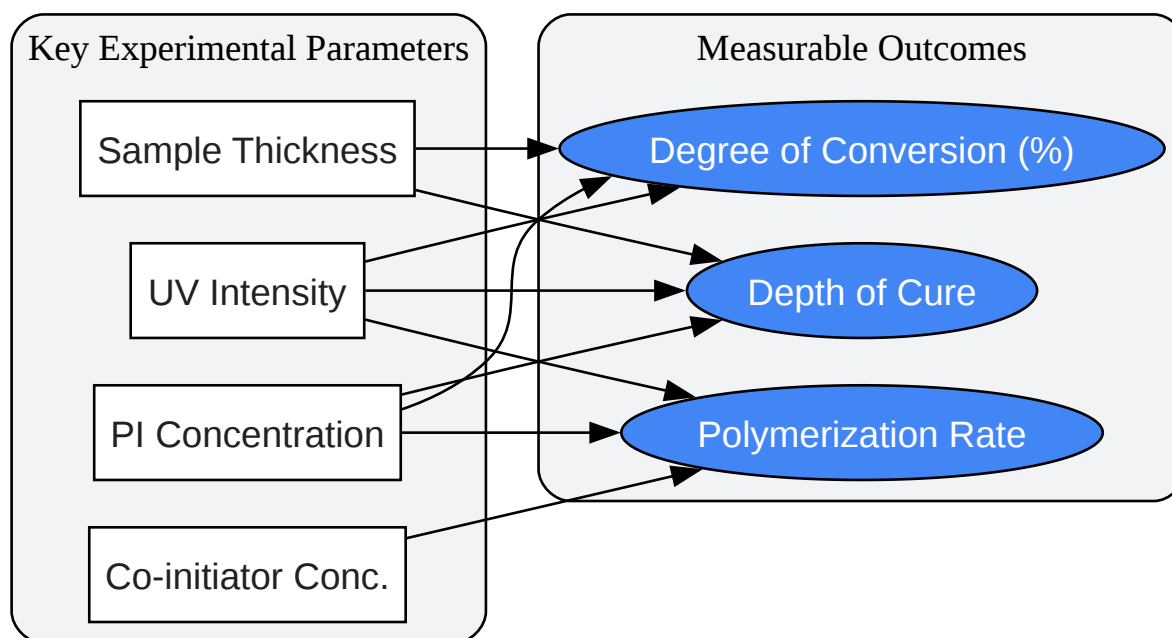 Key Experimental Parameters
Measurable Outcomes
Sample Thickness
Degree of Conversion (%)
UV Intensity
Depth of Cure
PI Concentration
Polymerization Rate
Co-initiator Conc.